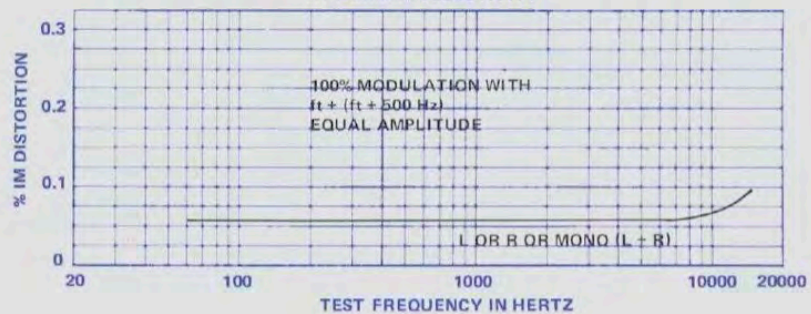 0.3
0.2
0.1
0
% IM DISTORTION
100% MODULATION WITH
ft + (ft + 500 Hz)
EQUAL AMPLITUDE
L OR R OR MONO (L + R)
20 100 1000 10000 20000
TEST FREQUENCY IN HERTZ